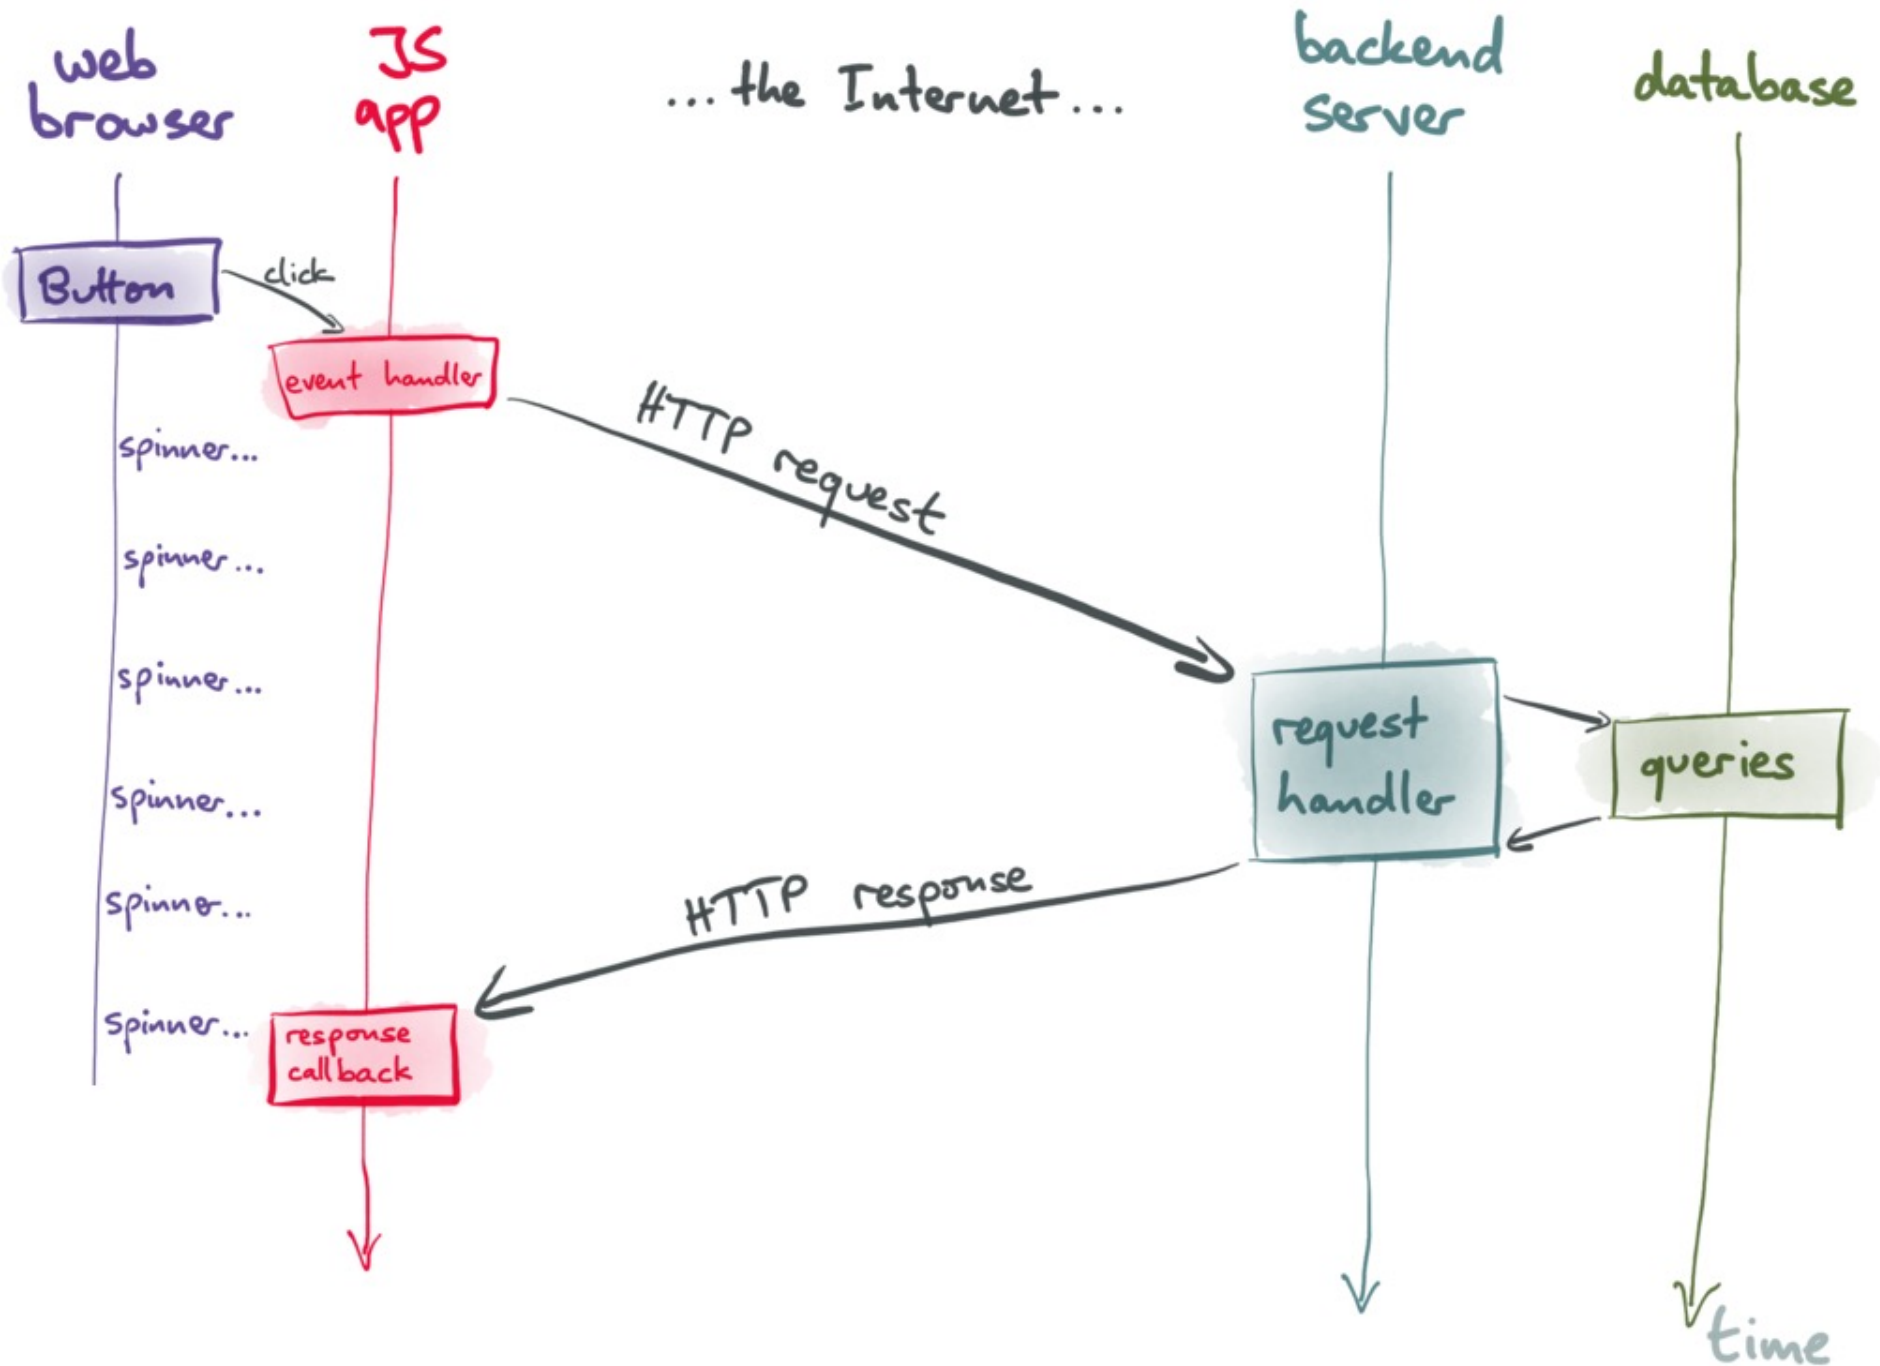 web
browser
JS
app
...the Internet...
backend
server
database
Button
click
event handler
spinner...
HTTP request
spinner...
spinner...
request
handler
queries
spinner...
HTTP response
spinner...
spinner...
response
callback
time